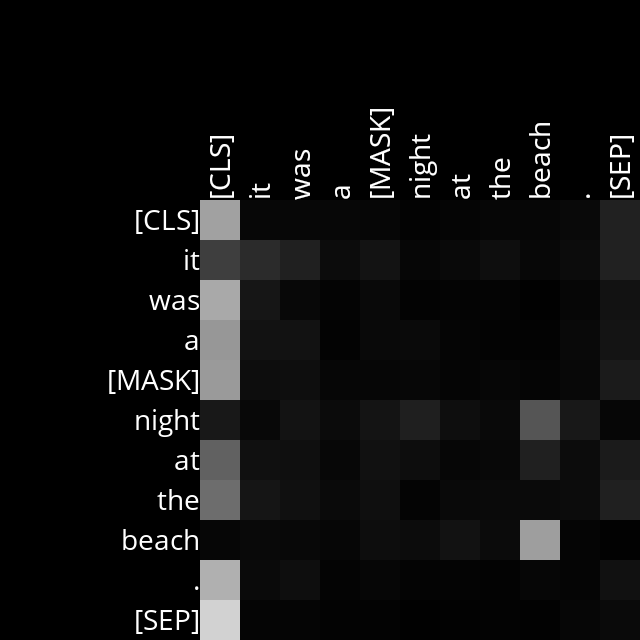 [CLS] it was a [MASK] night at the beach . [SEP]
[CLS]
it
was
a
[MASK]
night
at
the
beach
.
[SEP]